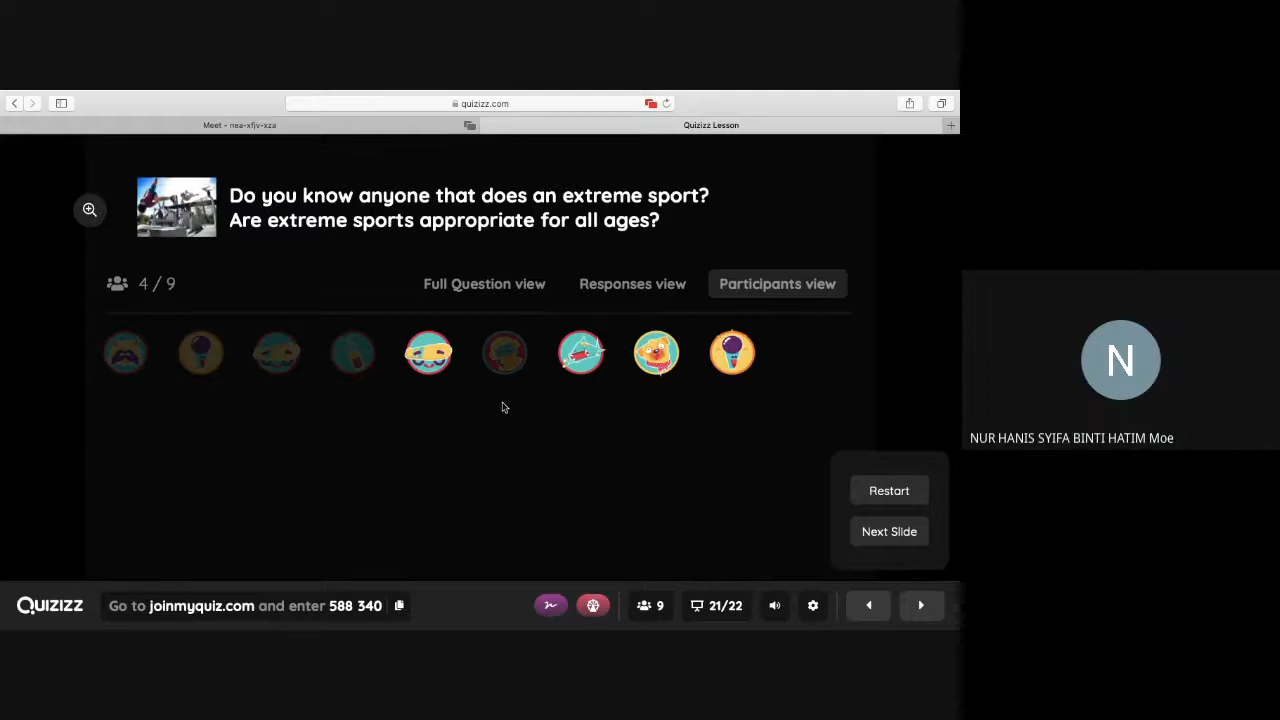 quizizz.com
Meet - nea-xfjv-xza
Quizizz Lesson
Do you know anyone that does an extreme sport?
Are extreme sports appropriate for all ages?
4 / 9
Full Question view
Responses view
Participants view
N
NUR HANIS SYIFA BINTI HATIM Moe
Restart
Next Slide
QUIZIZZ
Go to joinmyquiz.com and enter 588 340
9
21/22